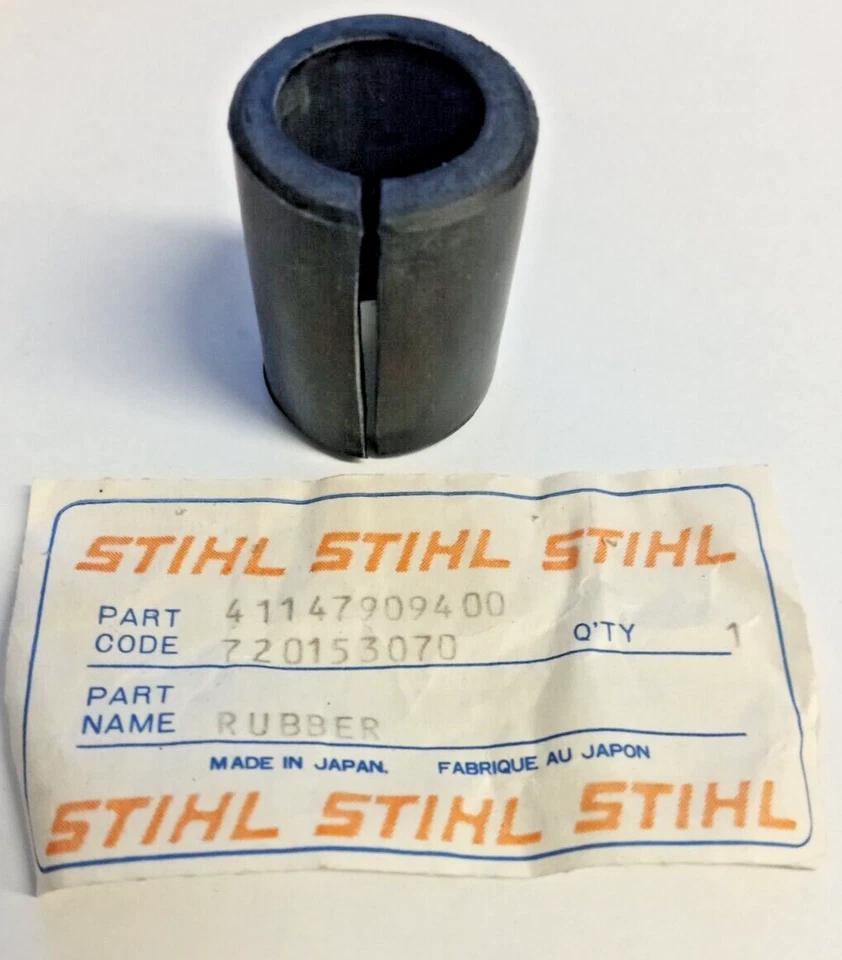 STIHL STIHL STIHL
PART 41147909400
CODE 720153070 Q'TY 1
PART
NAME RUBBER
MADE IN JAPAN. FABRIQUE AU JAPON
STIHL STIHL STIHL